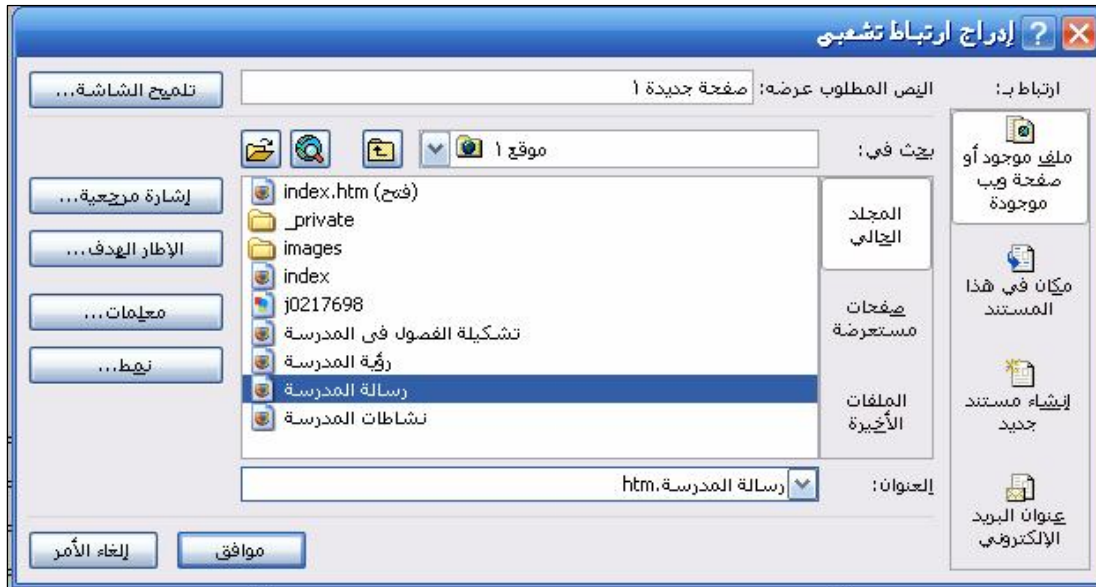 إدراج ارتباط تشعبي
ارتباط بـ:
النص المطلوب عرضه: صفحة جديدة ١
تلميح الشاشة...
ملف موجود أو
صفحة ويب
موجودة
مكان في هذا
المستند
إنشاء مستند
جديد
عنوان البريد
الإلكتروني
بحث في:
موقع ١
المجلد
الحالي
صفحات
مستعرضة
الملفات
الأخيرة
index.htm (فتح)
_private
images
index
j0217698
تشكيلة الفصول فى المدرسة
رؤية المدرسة
رسالة المدرسة
نشاطات المدرسة
إشارة مرجعية...
الإطار الهدف...
معلمات...
نمط...
العنوان:
رسالة المدرسة.htm
موافق
إلغاء الأمر